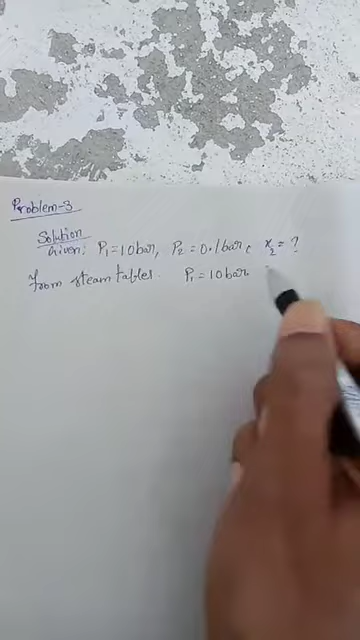 Problem-3
Solution
Given: P₁ = 10 bar, P₂ = 0.1 bar, x₂ = ?
From steam tables. P₁ = 10 bar